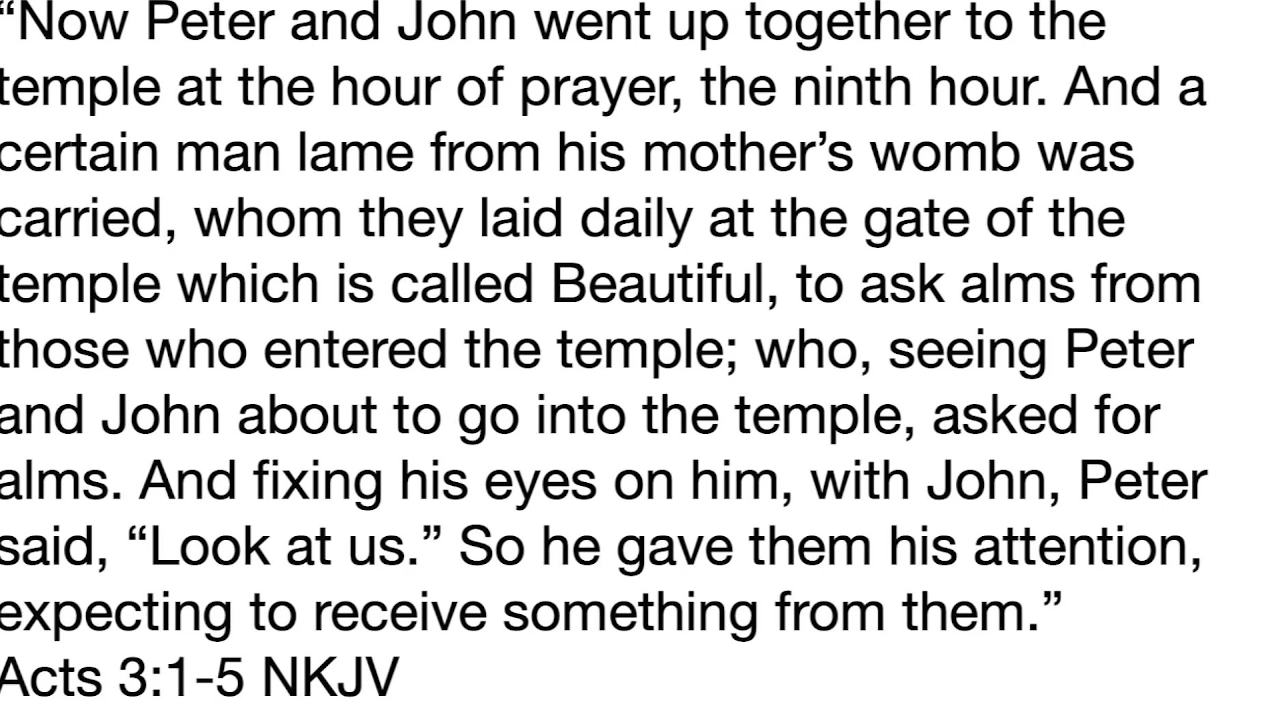 “Now Peter and John went up together to the
temple at the hour of prayer, the ninth hour. And a
certain man lame from his mother’s womb was
carried, whom they laid daily at the gate of the
temple which is called Beautiful, to ask alms from
those who entered the temple; who, seeing Peter
and John about to go into the temple, asked for
alms. And fixing his eyes on him, with John, Peter
said, “Look at us.” So he gave them his attention,
expecting to receive something from them.”
Acts 3:1-5 NKJV